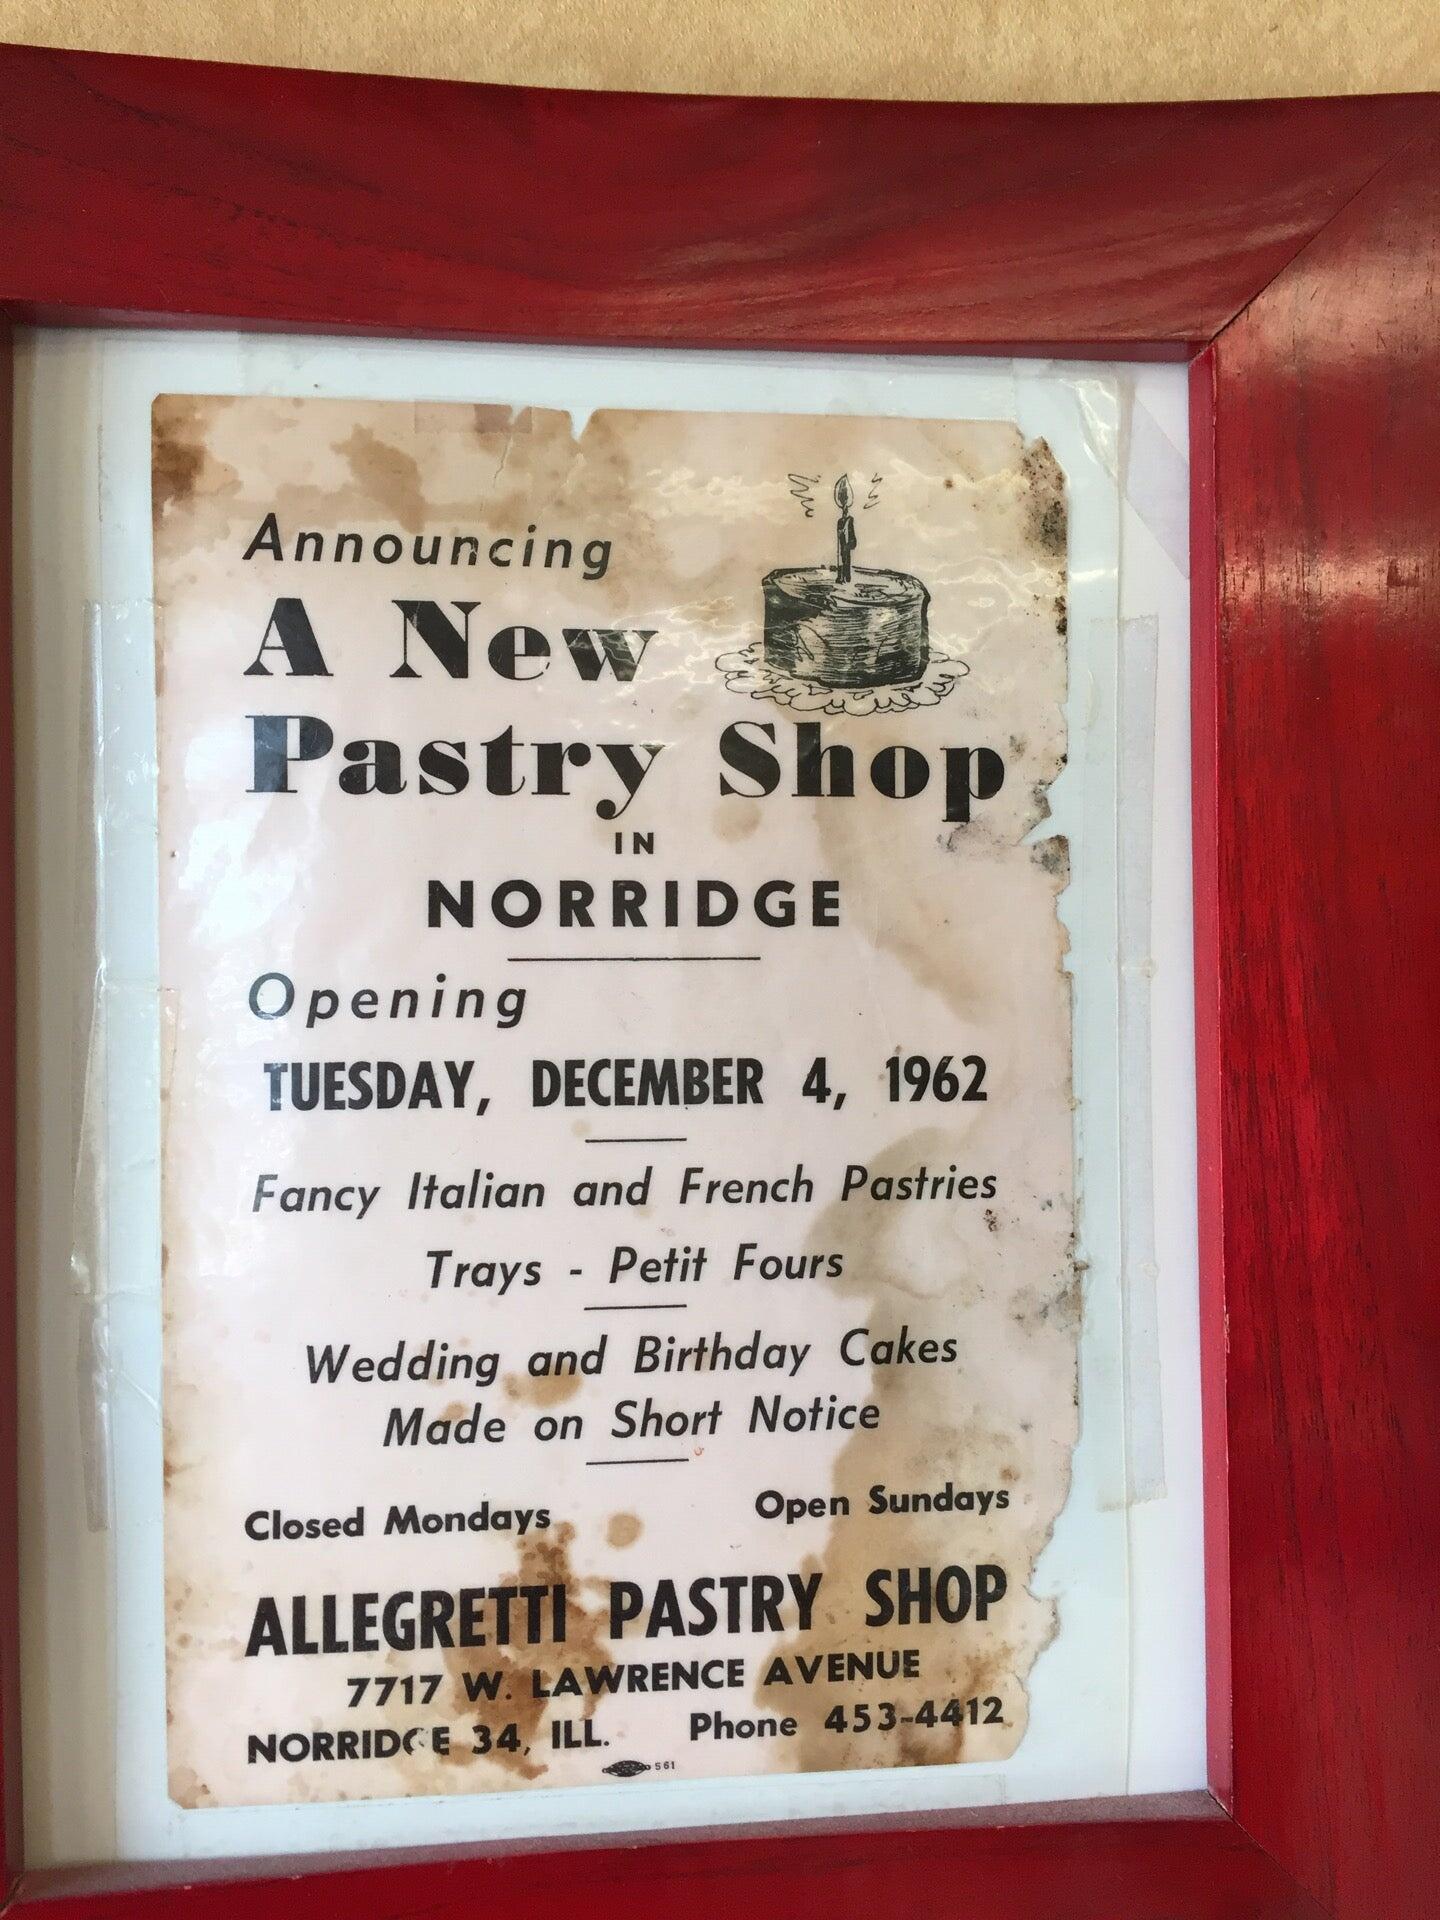 Announcing
A New
Pastry Shop
IN
NORRIDGE
Opening
TUESDAY, DECEMBER 4, 1962
Fancy Italian and French Pastries
Trays - Petit Fours
Wedding and Birthday Cakes
Made on Short Notice
Closed Mondays Open Sundays
ALLEGRETTI PASTRY SHOP
7717 W. LAWRENCE AVENUE
NORRIDGE 34, ILL. Phone 453-4412
561